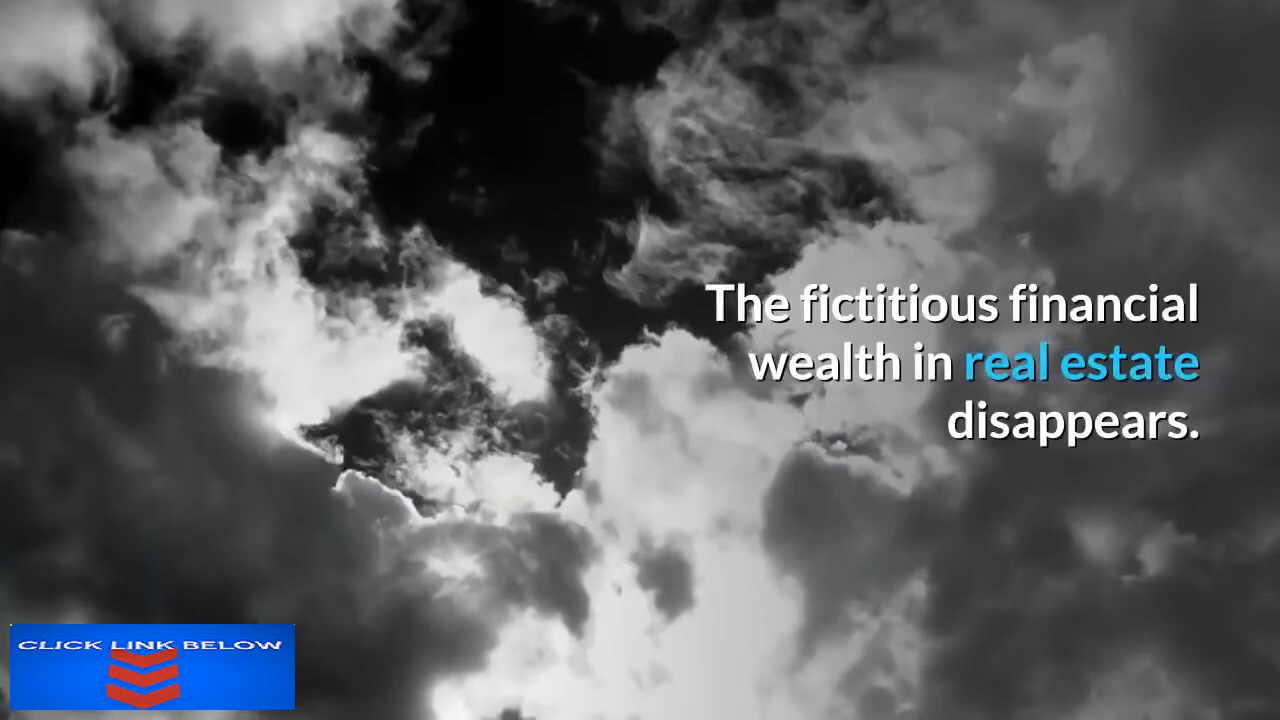 The fictitious financial
wealth in real estate
disappears.
CLICK LINK BELOW